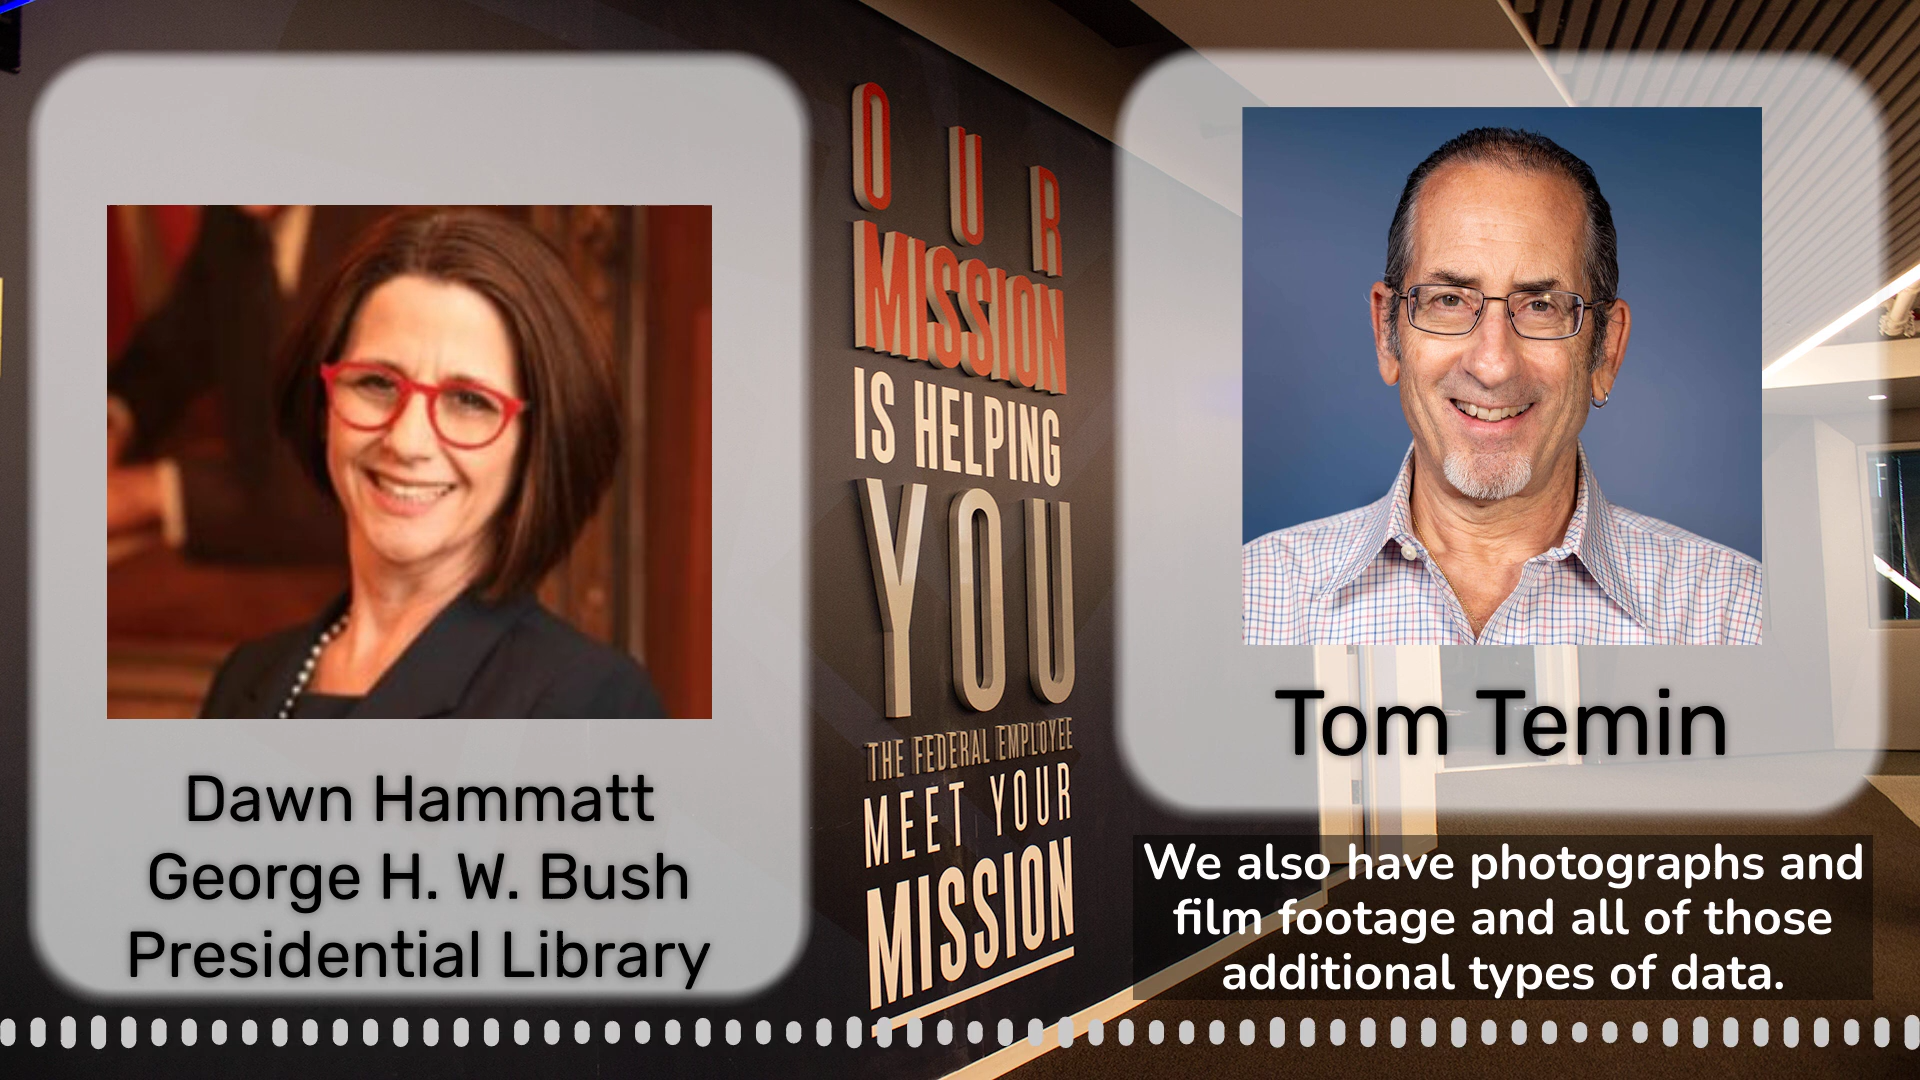 Dawn Hammatt
George H. W. Bush
Presidential Library
OUR
MISSION
IS HELPING
YOU
THE FEDERAL EMPLOYEE
MEET YOUR
MISSION
Tom Temin
We also have photographs and
film footage and all of those
additional types of data.